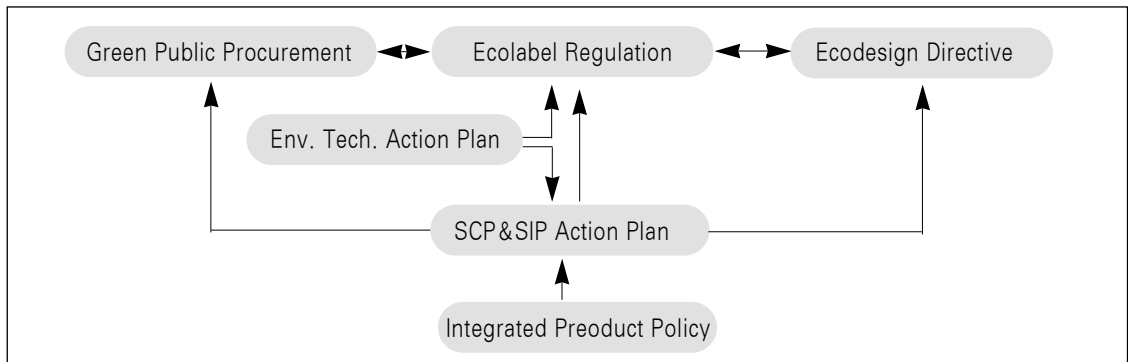 Green Public Procurement
Ecolabel Regulation
Ecodesign Directive
Env. Tech. Action Plan
SCP&SIP Action Plan
Integrated Preoduct Policy